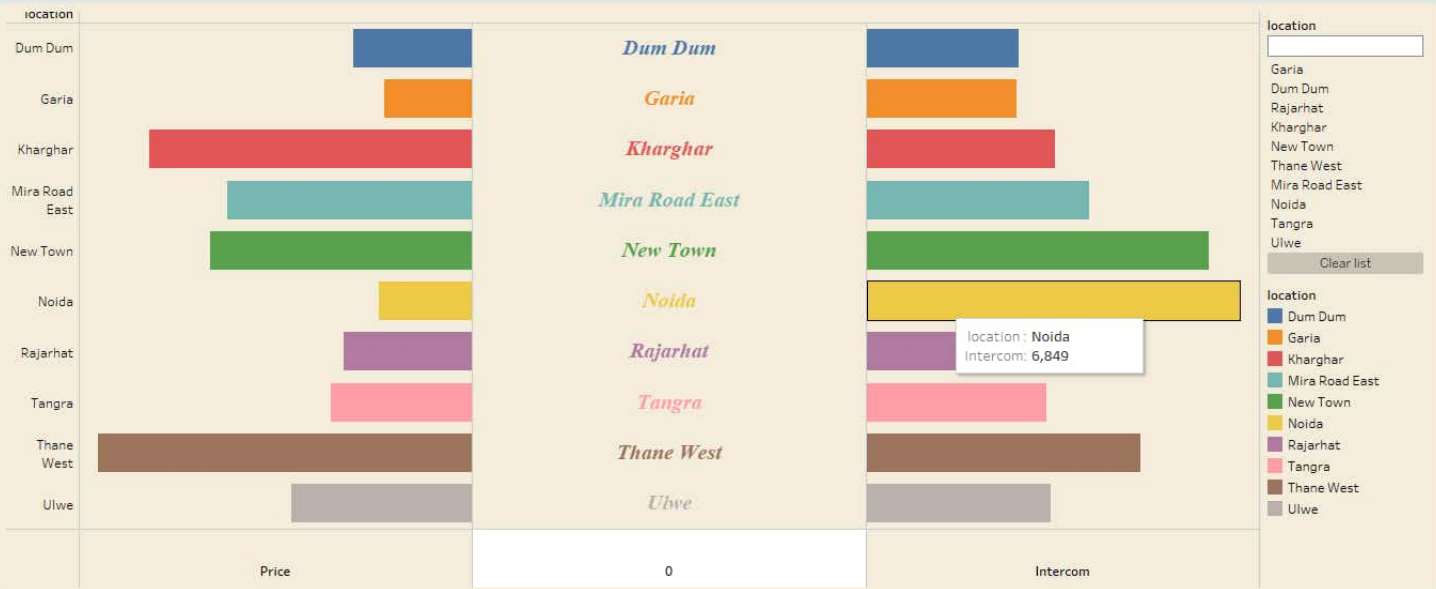 location
Dum Dum
Garia
Kharghar
Mira Road
East
New Town
Noida
Rajarhat
Tangra
Thane
West
Ulwe
Dum Dum
Garia
Kharghar
Mira Road East
New Town
Noida
Rajarhat
Tangra
Thane West
Ulwe
location : Noida
Intercom: 6,849
Price
0
Intercom
location
Garia
Dum Dum
Rajarhat
Kharghar
New Town
Thane West
Mira Road East
Noida
Tangra
Ulwe
Clear list
location
Dum Dum
Garia
Kharghar
Mira Road East
New Town
Noida
Rajarhat
Tangra
Thane West
Ulwe